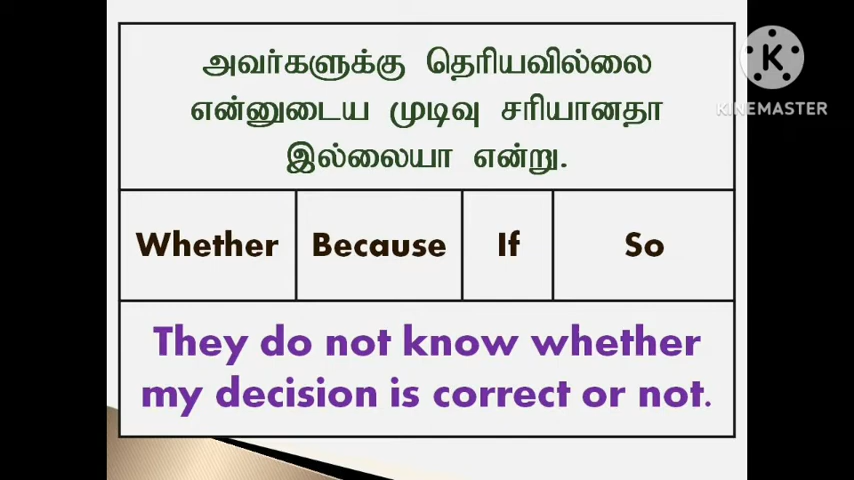 அவர்களுக்கு தெரியவில்லை
என்னுடைய முடிவு சரியானதா
இல்லையா என்று.
K
KINEMASTER
Whether Because If So
They do not know whether
my decision is correct or not.